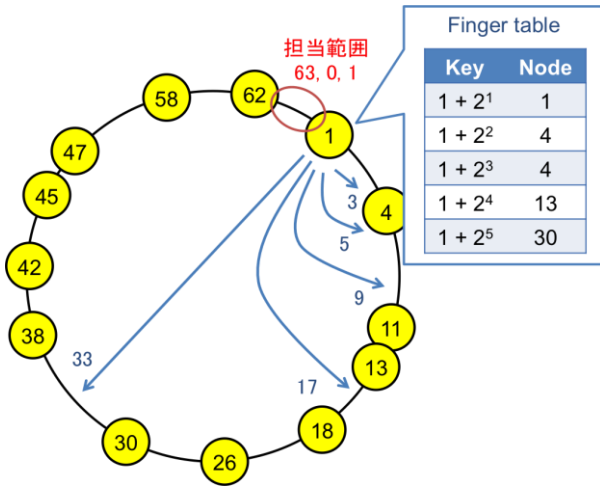 Finger table
Key Node
1 + 2¹ 1
1 + 2² 4
1 + 2³ 4
1 + 2⁴ 13
1 + 2⁵ 30
担当範囲
63, 0, 1
58
62
1
47
3
4
45
5
42
9
11
38
33
13
17
18
30
26